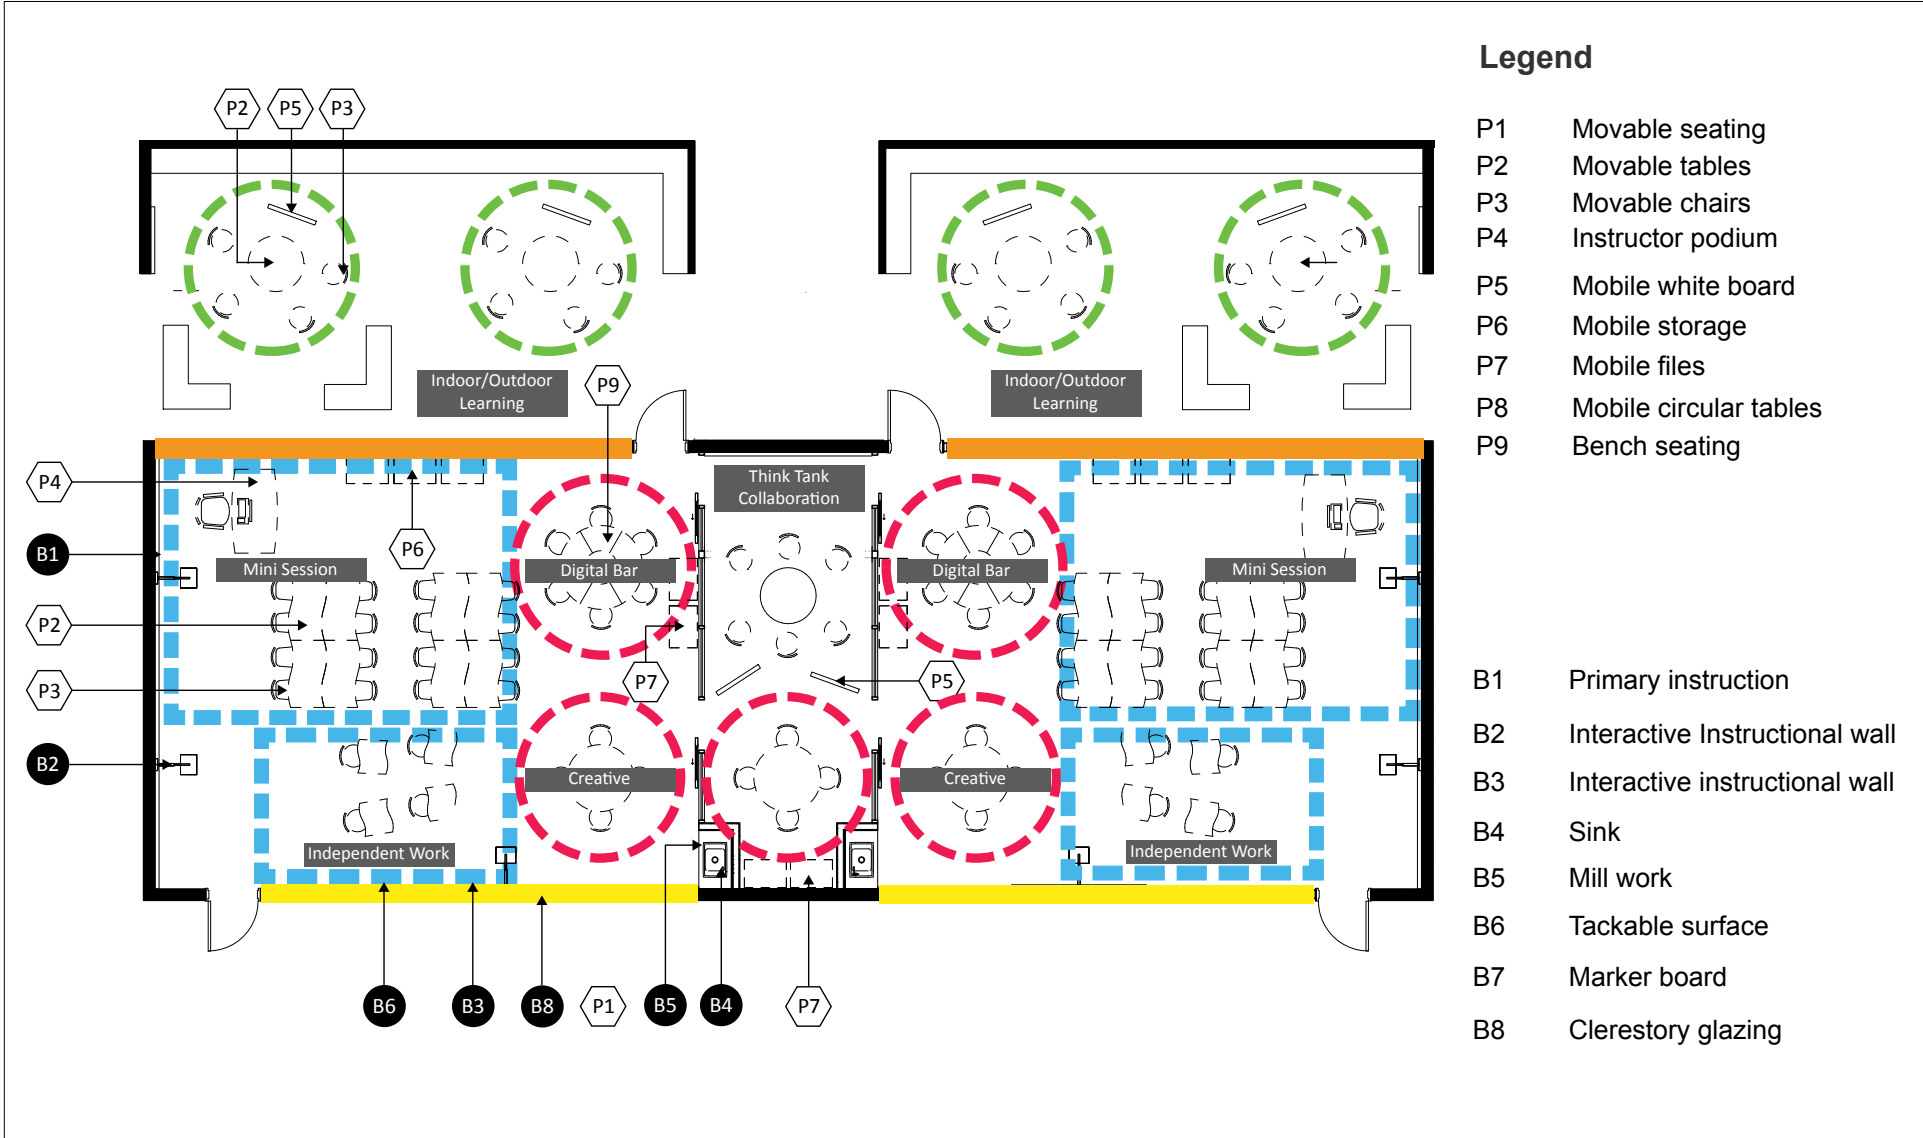 Legend
P1 Movable seating
P2 Movable tables
P3 Movable chairs
P4 Instructor podium
P5 Mobile white board
P6 Mobile storage
P7 Mobile files
P8 Mobile circular tables
P9 Bench seating
B1 Primary instruction
B2 Interactive Instructional wall
B3 Interactive instructional wall
B4 Sink
B5 Mill work
B6 Tackable surface
B7 Marker board
B8 Clerestory glazing
P2 P5 P3
Indoor/Outdoor
Learning
P9
Indoor/Outdoor
Learning
P4
Think Tank
Collaboration
B1
P6
Mini Session
Digital Bar
Digital Bar
Mini Session
P2
P3
P7
P5
B2
Creative
Creative
Independent Work
Independent Work
B6 B3 B8 P1 B5 B4 P7